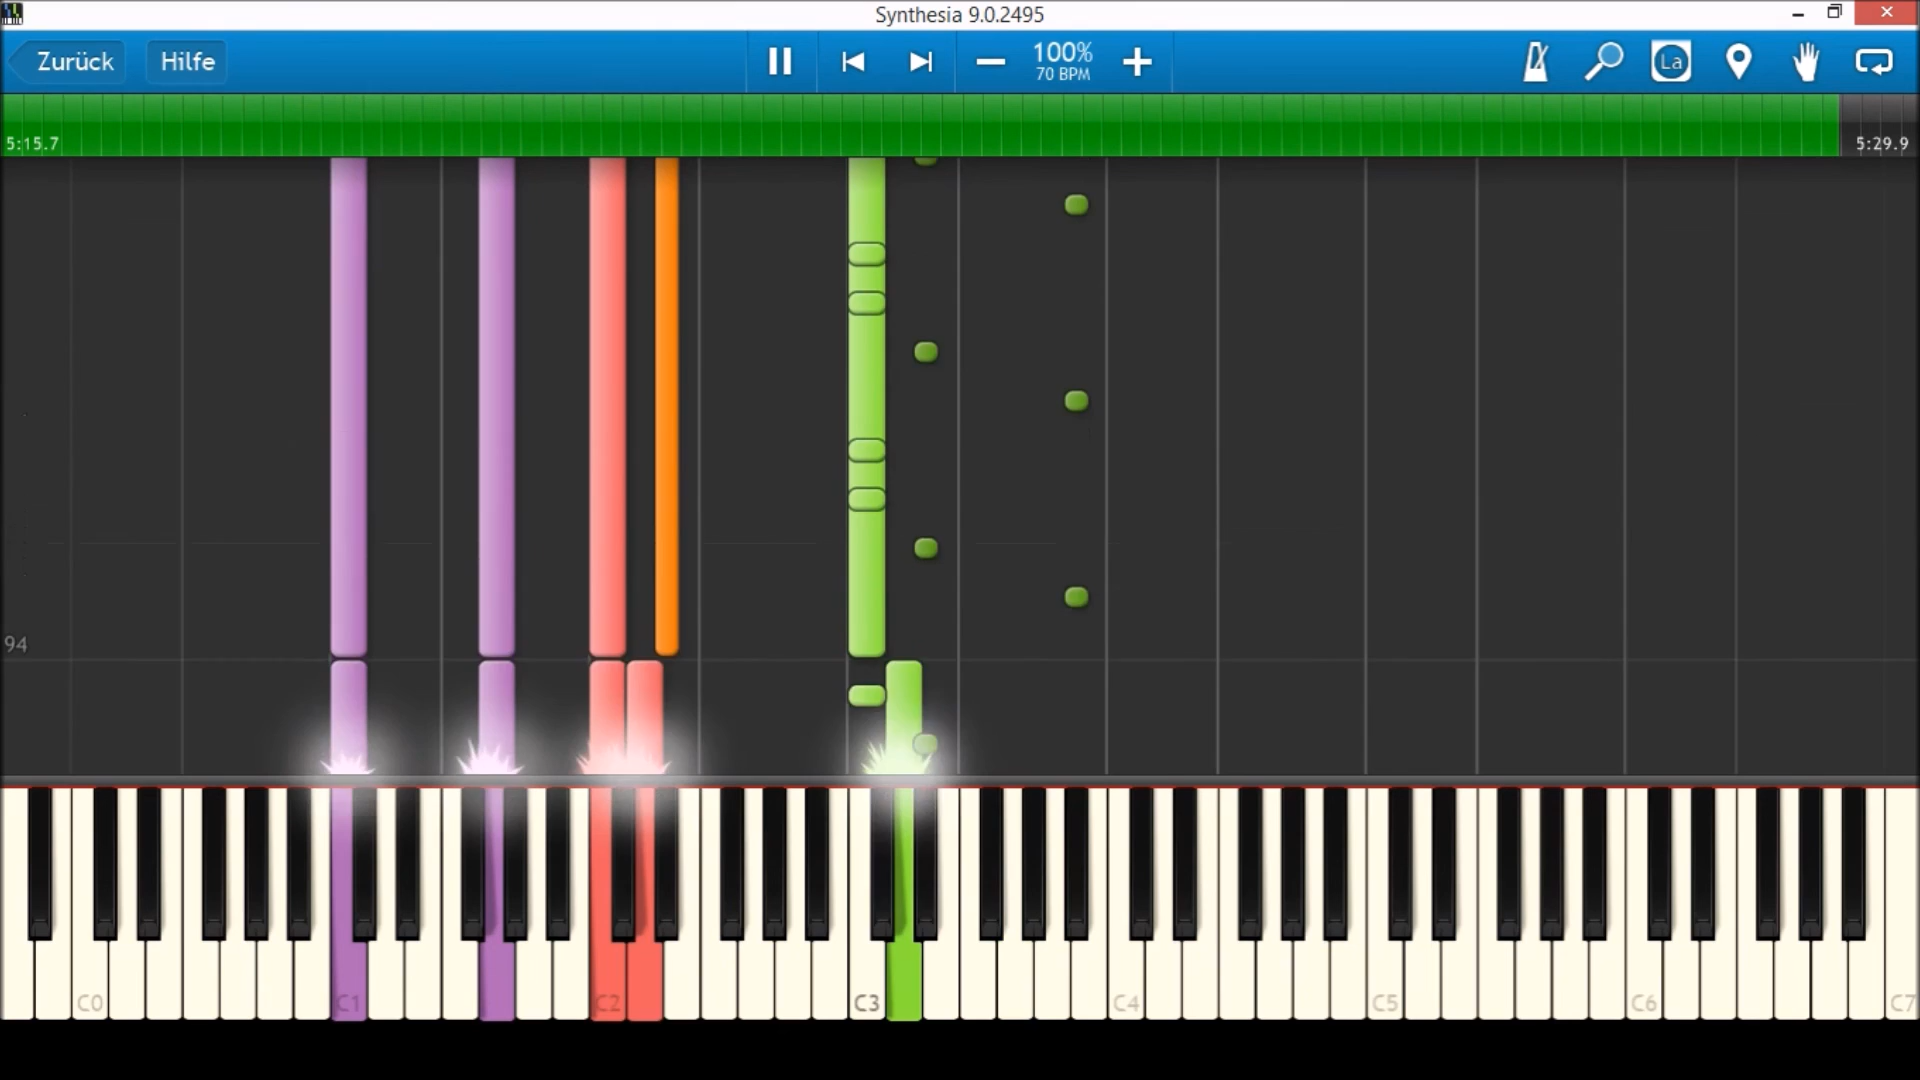 Synthesia 9.0.2495
Zurück
Hilfe
100%
70 BPM
La
5:15.7
5:29.9
94
C0
C1
C2
C3
C4
C5
C6
C7